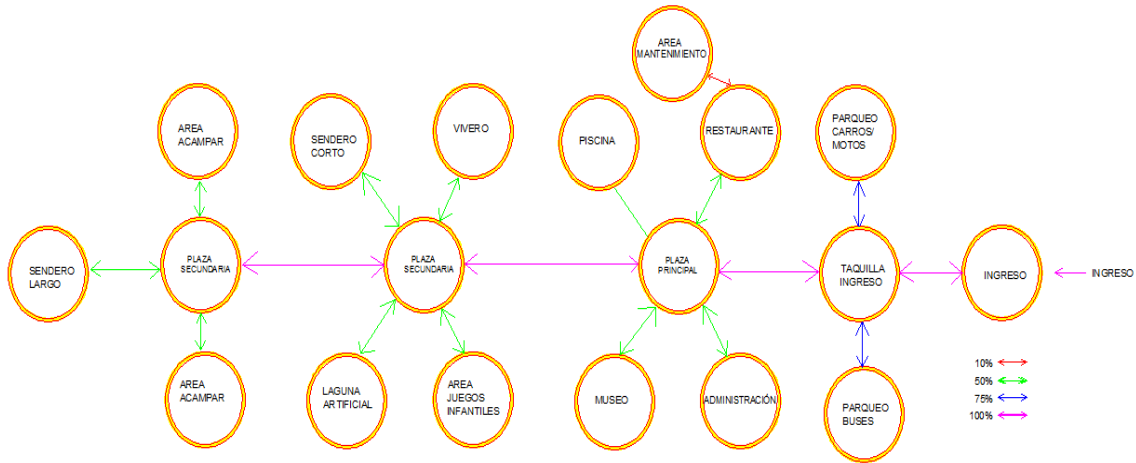 AREA
MANTENIMIENTO
AREA
ACAMPAR
SENDERO
CORTO
VIVERO
PISCINA
RESTAURANTE
PARQUEO
CARROS/
MOTOS
SENDERO
LARGO
PLAZA
SECUNDARIA
PLAZA
SECUNDARIA
PLAZA
PRINCIPAL
TAQUILLA
INGRESO
INGRESO
INGRESO
AREA
ACAMPAR
LAGUNA
ARTIFICIAL
AREA
JUEGOS
INFANTILES
MUSEO
ADMINISTRACIÓN
PARQUEO
BUSES
10%
50%
75%
100%